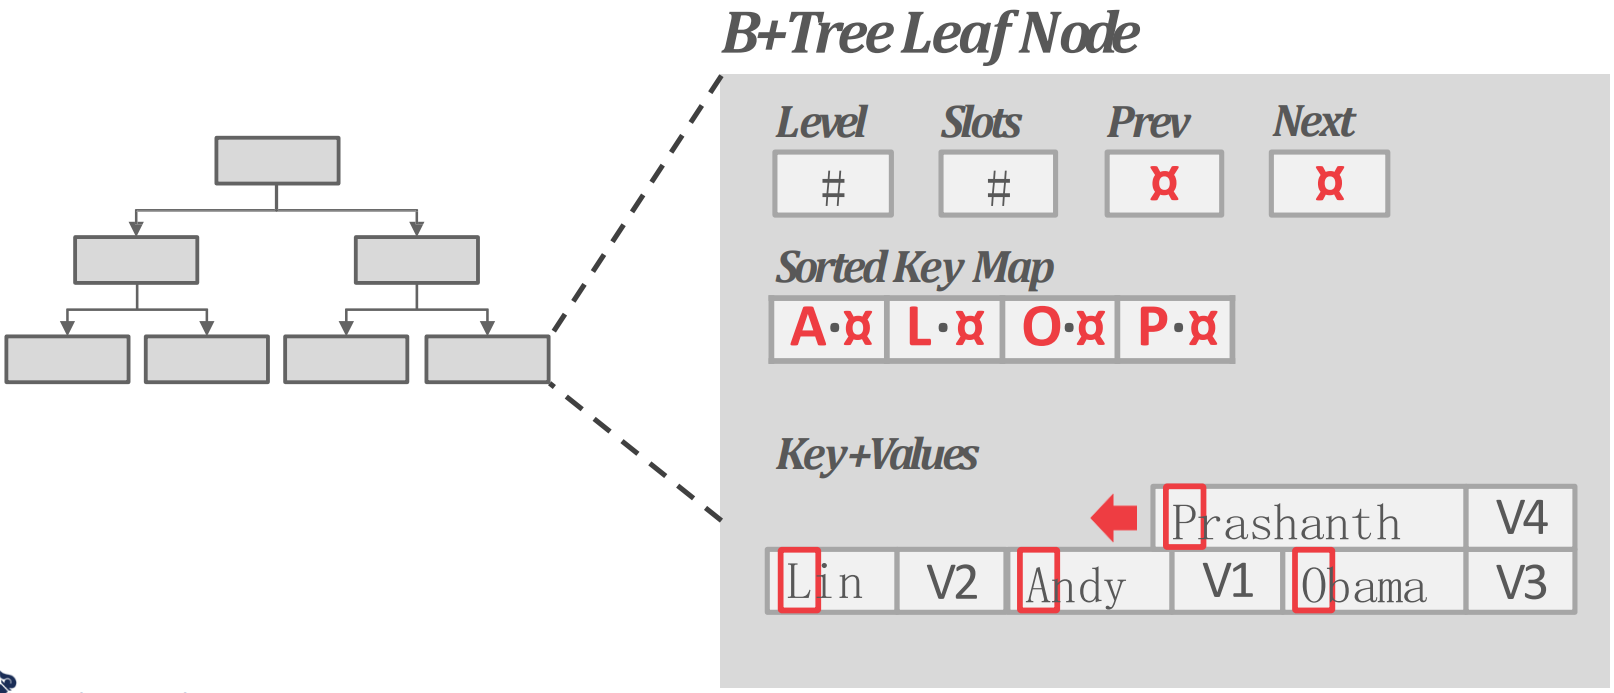 B+Tree Leaf Node
Level Slots Prev Next
# # ¤ ¤
Sorted Key Map
A·¤ L·¤ O·¤ P·¤
Key+Values
Prashanth V4
Lin V2 Andy V1 Obama V3